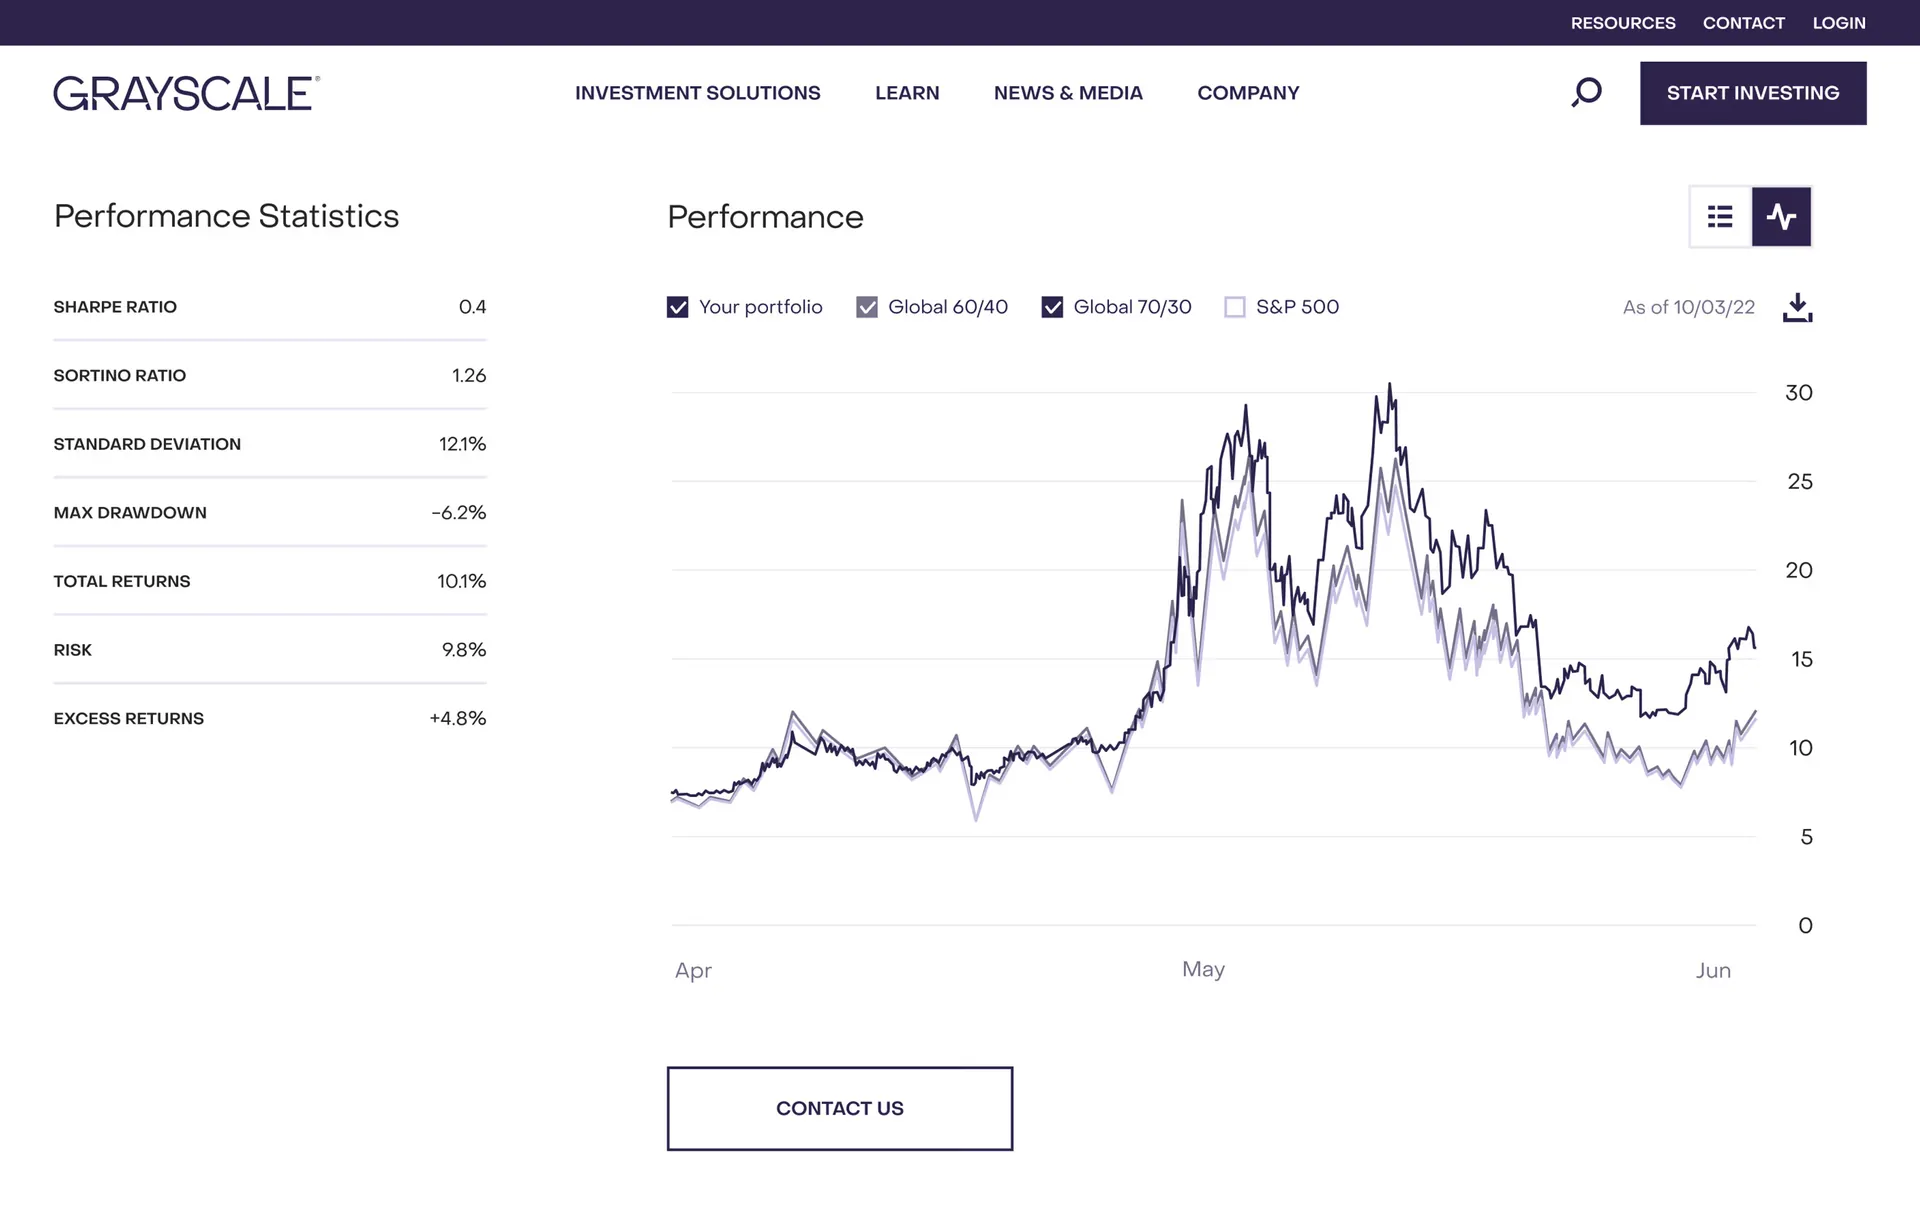 RESOURCES CONTACT LOGIN
GRAYSCALE®
INVESTMENT SOLUTIONS LEARN NEWS & MEDIA COMPANY START INVESTING
Performance Statistics
SHARPE RATIO 0.4
SORTINO RATIO 1.26
STANDARD DEVIATION 12.1%
MAX DRAWDOWN -6.2%
TOTAL RETURNS 10.1%
RISK 9.8%
EXCESS RETURNS +4.8%
Performance
Your portfolio Global 60/40 Global 70/30 S&P 500 As of 10/03/22
30
25
20
15
10
5
0
Apr May Jun
CONTACT US